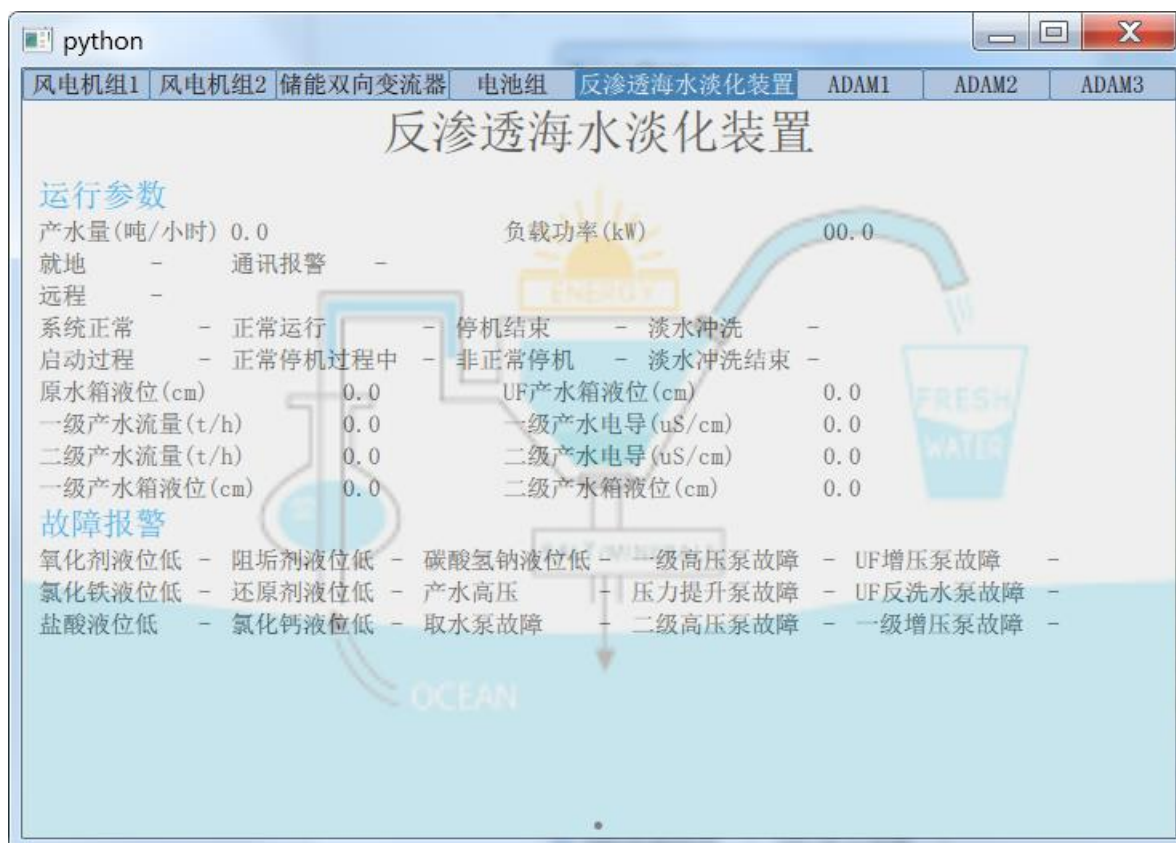 python
风电机组1 风电机组2 储能双向变流器 电池组 反渗透海水淡化装置 ADAM1 ADAM2 ADAM3
反渗透海水淡化装置
运行参数
产水量(吨/小时) 0.0 负载功率(kW) 00.0
就地 - 通讯报警 -
远程 -
ENERGY
系统正常 - 正常运行 - 停机结束 - 淡水冲洗 -
启动过程 - 正常停机过程中 - 非正常停机 - 淡水冲洗结束 -
原水箱液位(cm) 0.0 UF产水箱液位(cm) 0.0
FRESH
一级产水流量(t/h) 0.0 一级产水电导(uS/cm) 0.0
WATER
二级产水流量(t/h) 0.0 二级产水电导(uS/cm) 0.0
一级产水箱液位(cm) 0.0 二级产水箱液位(cm) 0.0
故障报警
氧化剂液位低 - 阻垢剂液位低 - 碳酸氢钠液位低 - 一级高压泵故障 - UF增压泵故障 -
氯化铁液位低 - 还原剂液位低 - 产水高压 - 压力提升泵故障 - UF反洗水泵故障 -
盐酸液位低 - 氯化钙液位低 - 取水泵故障 - 二级高压泵故障 - 一级增压泵故障 -
OCEAN